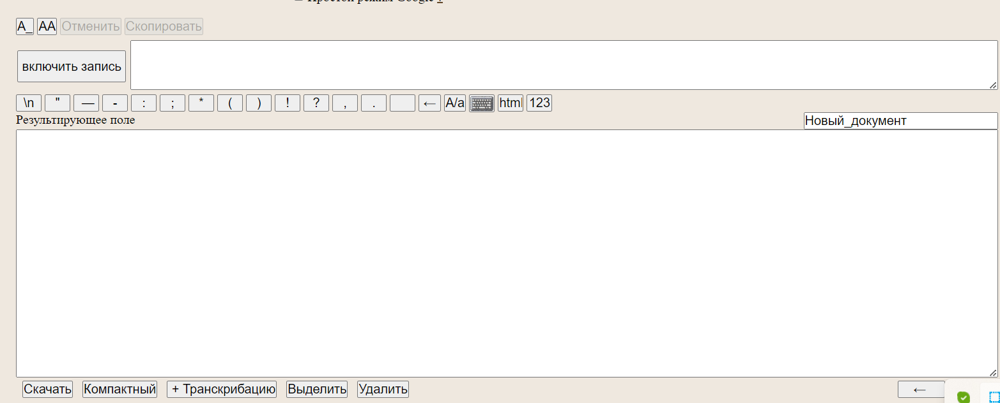 Простой режим Google
A_ AA Отменить Скопировать
включить запись
\n " — - : ; * ( ) ! ? , . ← A/a html 123
Результирующее поле
Новый_документ
Скачать Компактный + Транскрибацию Выделить Удалить ←